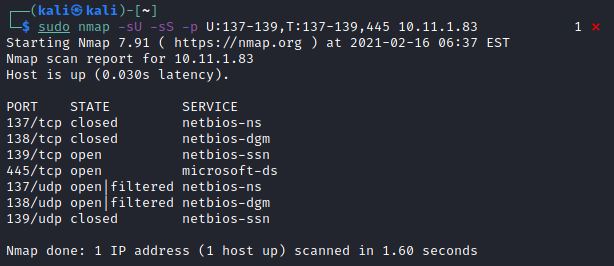 ┌──(kali㉿kali)-[~]
└─$ sudo nmap -sU -sS -p U:137-139,T:137-139,445 10.11.1.83 1 ⨯
Starting Nmap 7.91 ( https://nmap.org ) at 2021-02-16 06:37 EST
Nmap scan report for 10.11.1.83
Host is up (0.030s latency).

PORT STATE SERVICE
137/tcp closed netbios-ns
138/tcp closed netbios-dgm
139/tcp open netbios-ssn
445/tcp open microsoft-ds
137/udp open|filtered netbios-ns
138/udp open|filtered netbios-dgm
139/udp closed netbios-ssn

Nmap done: 1 IP address (1 host up) scanned in 1.60 seconds